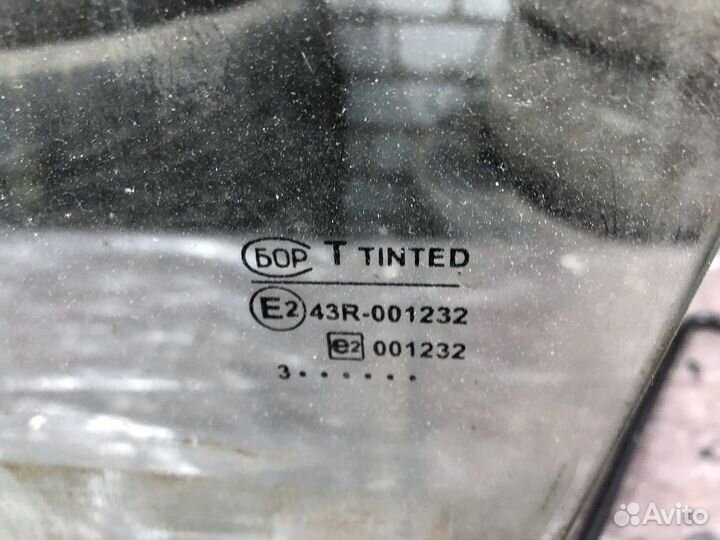 БОР T TINTED
E2 43R-001232
e2 001232
3 • • • • • •
Avito